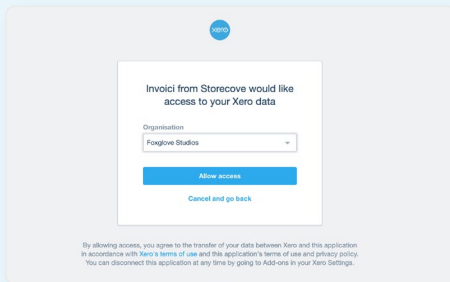 xero
Invoici from Storecove would like
access to your Xero data
Organisation
Foxglove Studios
Allow access
Cancel and go back
By allowing access, you agree to the transfer of your data between Xero and this application
in accordance with Xero's terms of use and this application's terms of use and privacy policy.
You can disconnect this application at any time by going to Add-ons in your Xero Settings.